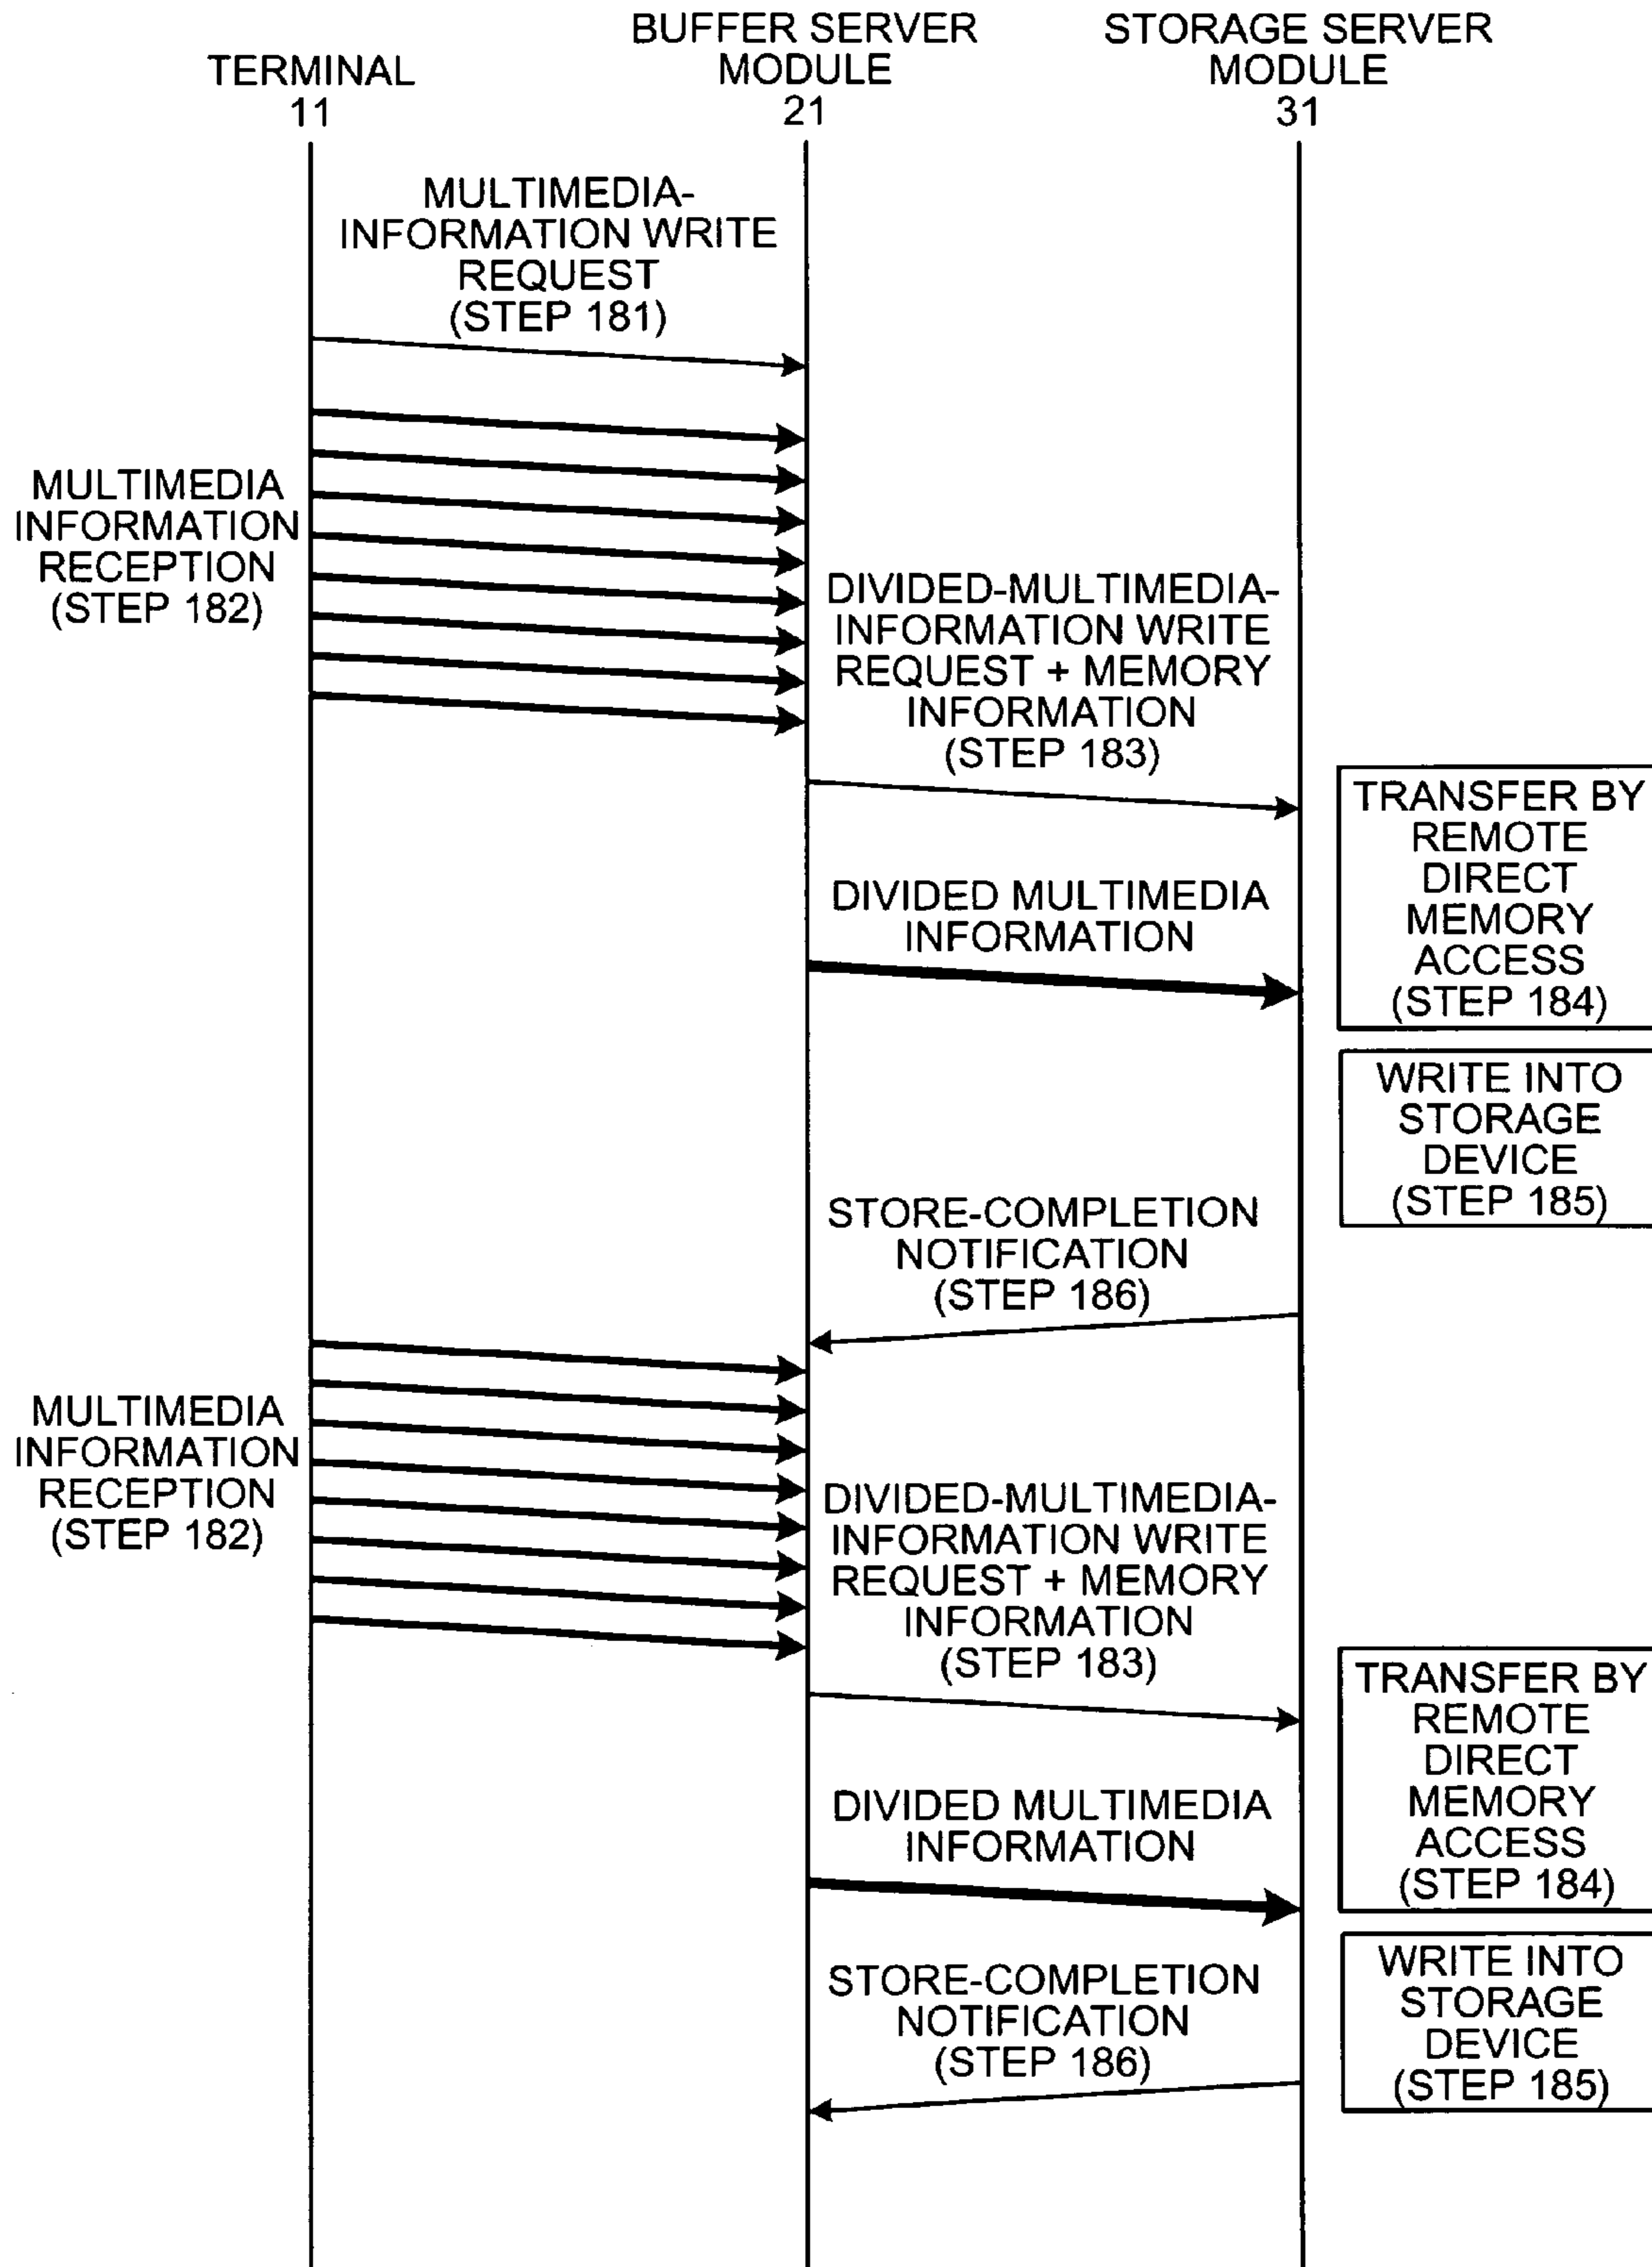 TERMINAL
11
BUFFER SERVER
MODULE
21
STORAGE SERVER
MODULE
31
MULTIMEDIA-
INFORMATION WRITE
REQUEST
(STEP 181)
MULTIMEDIA
INFORMATION
RECEPTION
(STEP 182)
DIVIDED-MULTIMEDIA-
INFORMATION WRITE
REQUEST + MEMORY
INFORMATION
(STEP 183)
TRANSFER BY
REMOTE
DIRECT
MEMORY
ACCESS
(STEP 184)
DIVIDED MULTIMEDIA
INFORMATION
WRITE INTO
STORAGE
DEVICE
(STEP 185)
STORE-COMPLETION
NOTIFICATION
(STEP 186)
MULTIMEDIA
INFORMATION
RECEPTION
(STEP 182)
DIVIDED-MULTIMEDIA-
INFORMATION WRITE
REQUEST + MEMORY
INFORMATION
(STEP 183)
TRANSFER BY
REMOTE
DIRECT
MEMORY
ACCESS
(STEP 184)
DIVIDED MULTIMEDIA
INFORMATION
WRITE INTO
STORAGE
DEVICE
(STEP 185)
STORE-COMPLETION
NOTIFICATION
(STEP 186)